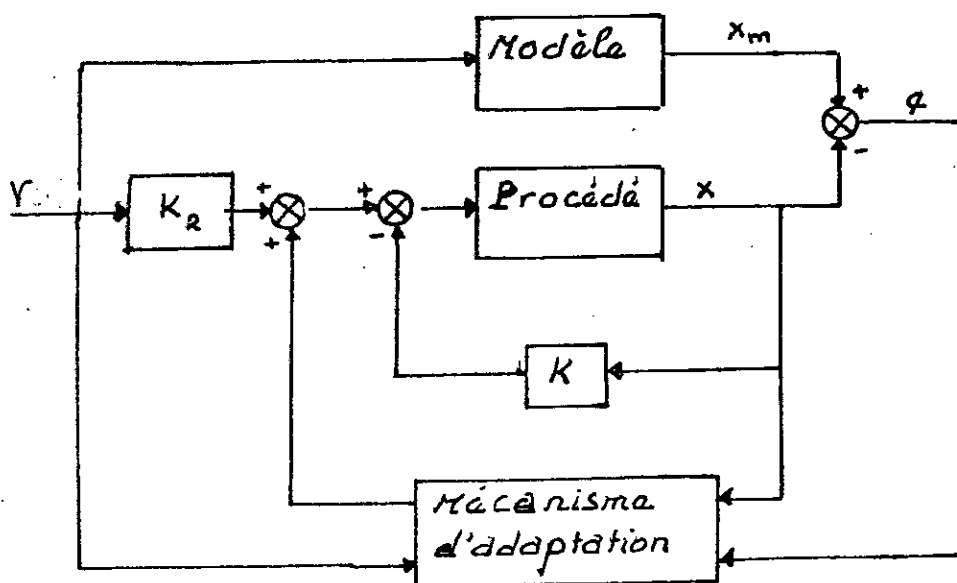 Modèle
xm
+
e
-
r
K2
+
+
+
-
Procédé
x
K
Mécanisme
d'adaptation